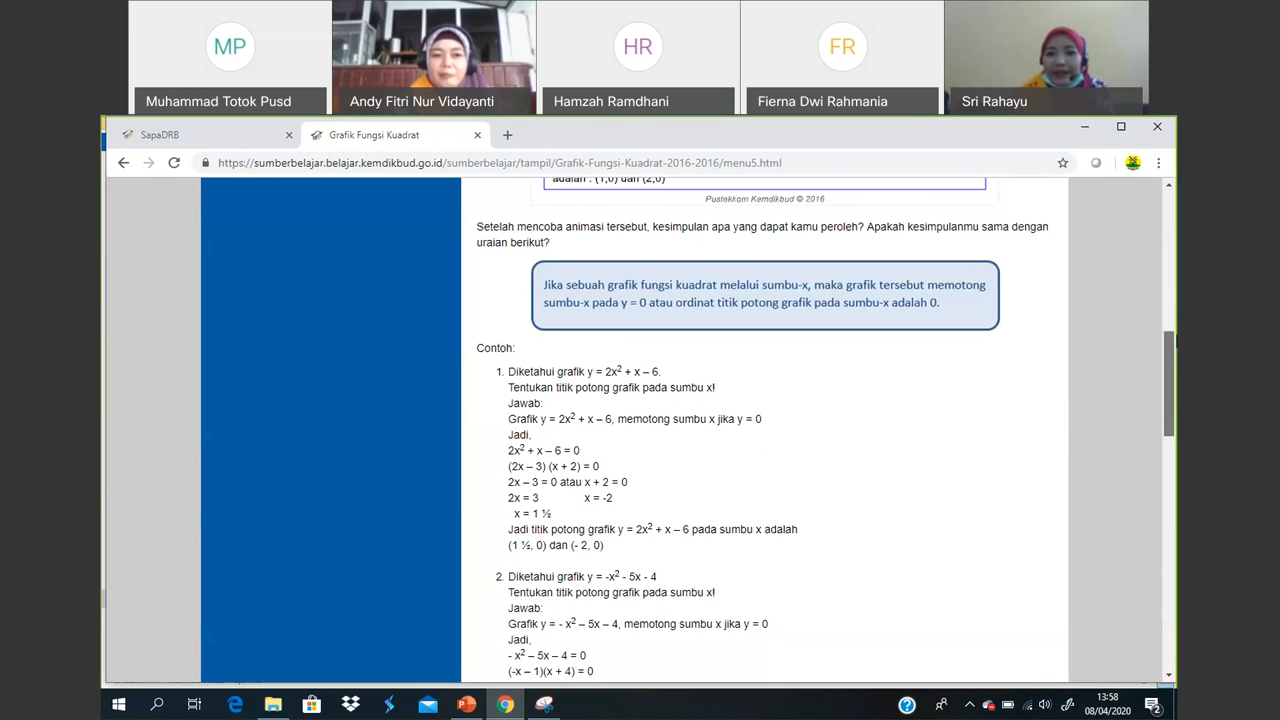 MP
HR
FR
Muhammad Totok Pusd
Andy Fitri Nur Vidayanti
Hamzah Ramdhani
Fierna Dwi Rahmania
Sri Rahayu
SapaDRB
Grafik Fungsi Kuadrat
https://sumberbelajar.belajar.kemdikbud.go.id/sumberbelajar/tampil/Grafik-Fungsi-Kuadrat-2016-2016/menu5.html
adalah : (1,0) dan (2,0)
Pustekkom Kemdikbud © 2016
Setelah mencoba animasi tersebut, kesimpulan apa yang dapat kamu peroleh? Apakah kesimpulanmu sama dengan
uraian berikut?
Jika sebuah grafik fungsi kuadrat melalui sumbu-x, maka grafik tersebut memotong
sumbu-x pada y = 0 atau ordinat titik potong grafik pada sumbu-x adalah 0.
Contoh:
1. Diketahui grafik y = 2x² + x – 6.
Tentukan titik potong grafik pada sumbu x!
Jawab:
Grafik y = 2x² + x – 6, memotong sumbu x jika y = 0
Jadi,
2x² + x – 6 = 0
(2x – 3) (x + 2) = 0
2x – 3 = 0 atau x + 2 = 0
2x = 3 x = -2
x = 1 ½
Jadi titik potong grafik y = 2x² + x – 6 pada sumbu x adalah
(1 ½, 0) dan (- 2, 0)
2. Diketahui grafik y = -x² - 5x - 4
Tentukan titik potong grafik pada sumbu x!
Jawab:
Grafik y = - x² – 5x – 4, memotong sumbu x jika y = 0
Jadi,
- x² – 5x – 4 = 0
(-x – 1)(x + 4) = 0
13:58
08/04/2020
2